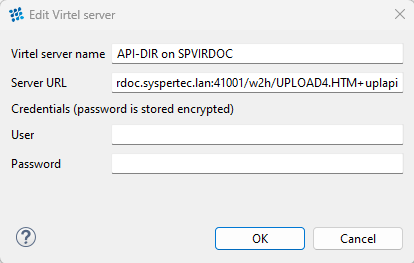 Edit Virtel server
Virtel server name API-DIR on SPVIRDOC
Server URL rdoc.syspertec.lan:41001/w2h/UPLOAD4.HTM+uplapi
Credentials (password is stored encrypted)
User
Password
? OK Cancel